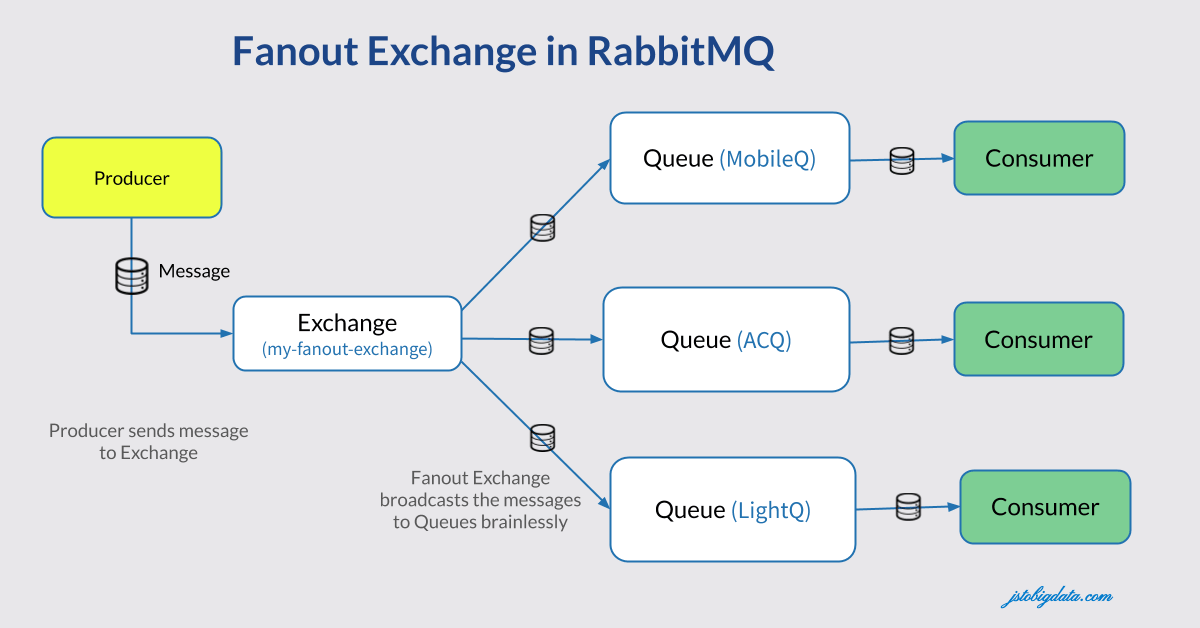 Fanout Exchange in RabbitMQ
Producer
Message
Exchange
(my-fanout-exchange)
Queue (MobileQ)
Consumer
Queue (ACQ)
Consumer
Queue (LightQ)
Consumer
Producer sends message
to Exchange
Fanout Exchange
broadcasts the messages
to Queues brainlessly
jstobigdata.com